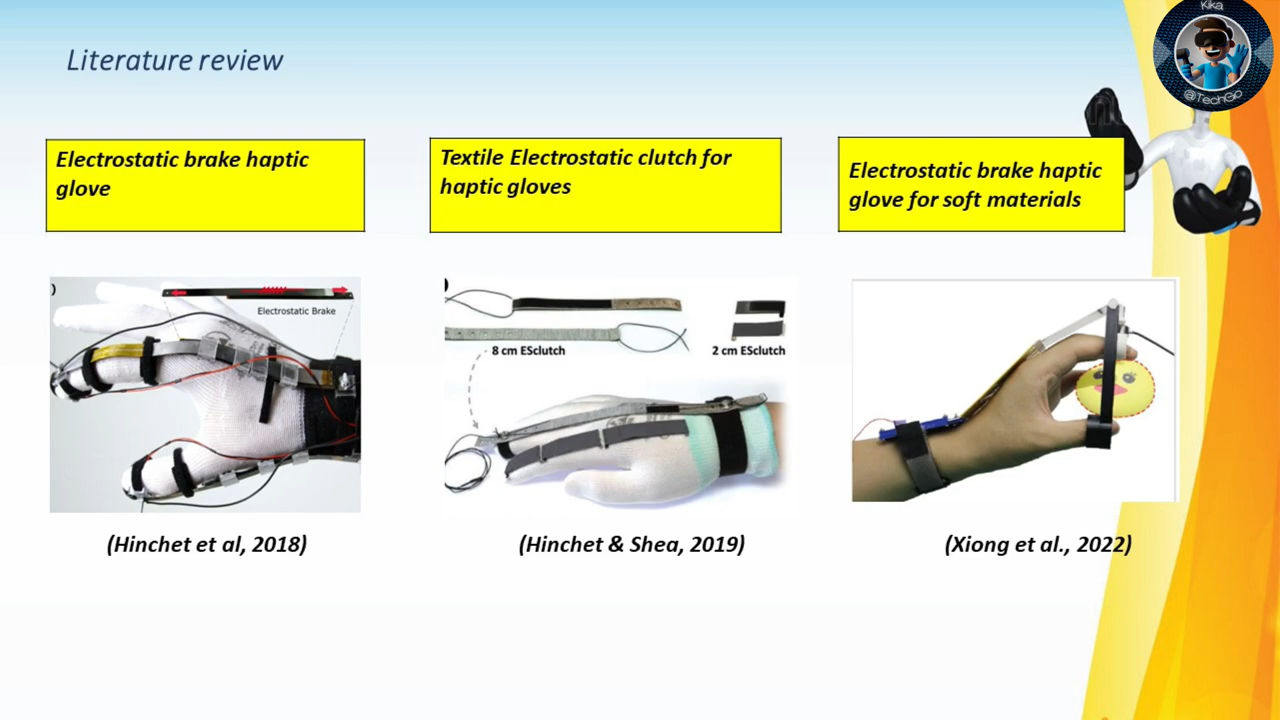 Kika
@TechGo
Literature review
Electrostatic brake haptic
glove
Textile Electrostatic clutch for
haptic gloves
Electrostatic brake haptic
glove for soft materials
)
Electrostatic Brake
)
8 cm ESclutch
2 cm ESclutch
(Hinchet et al, 2018)
(Hinchet & Shea, 2019)
(Xiong et al., 2022)